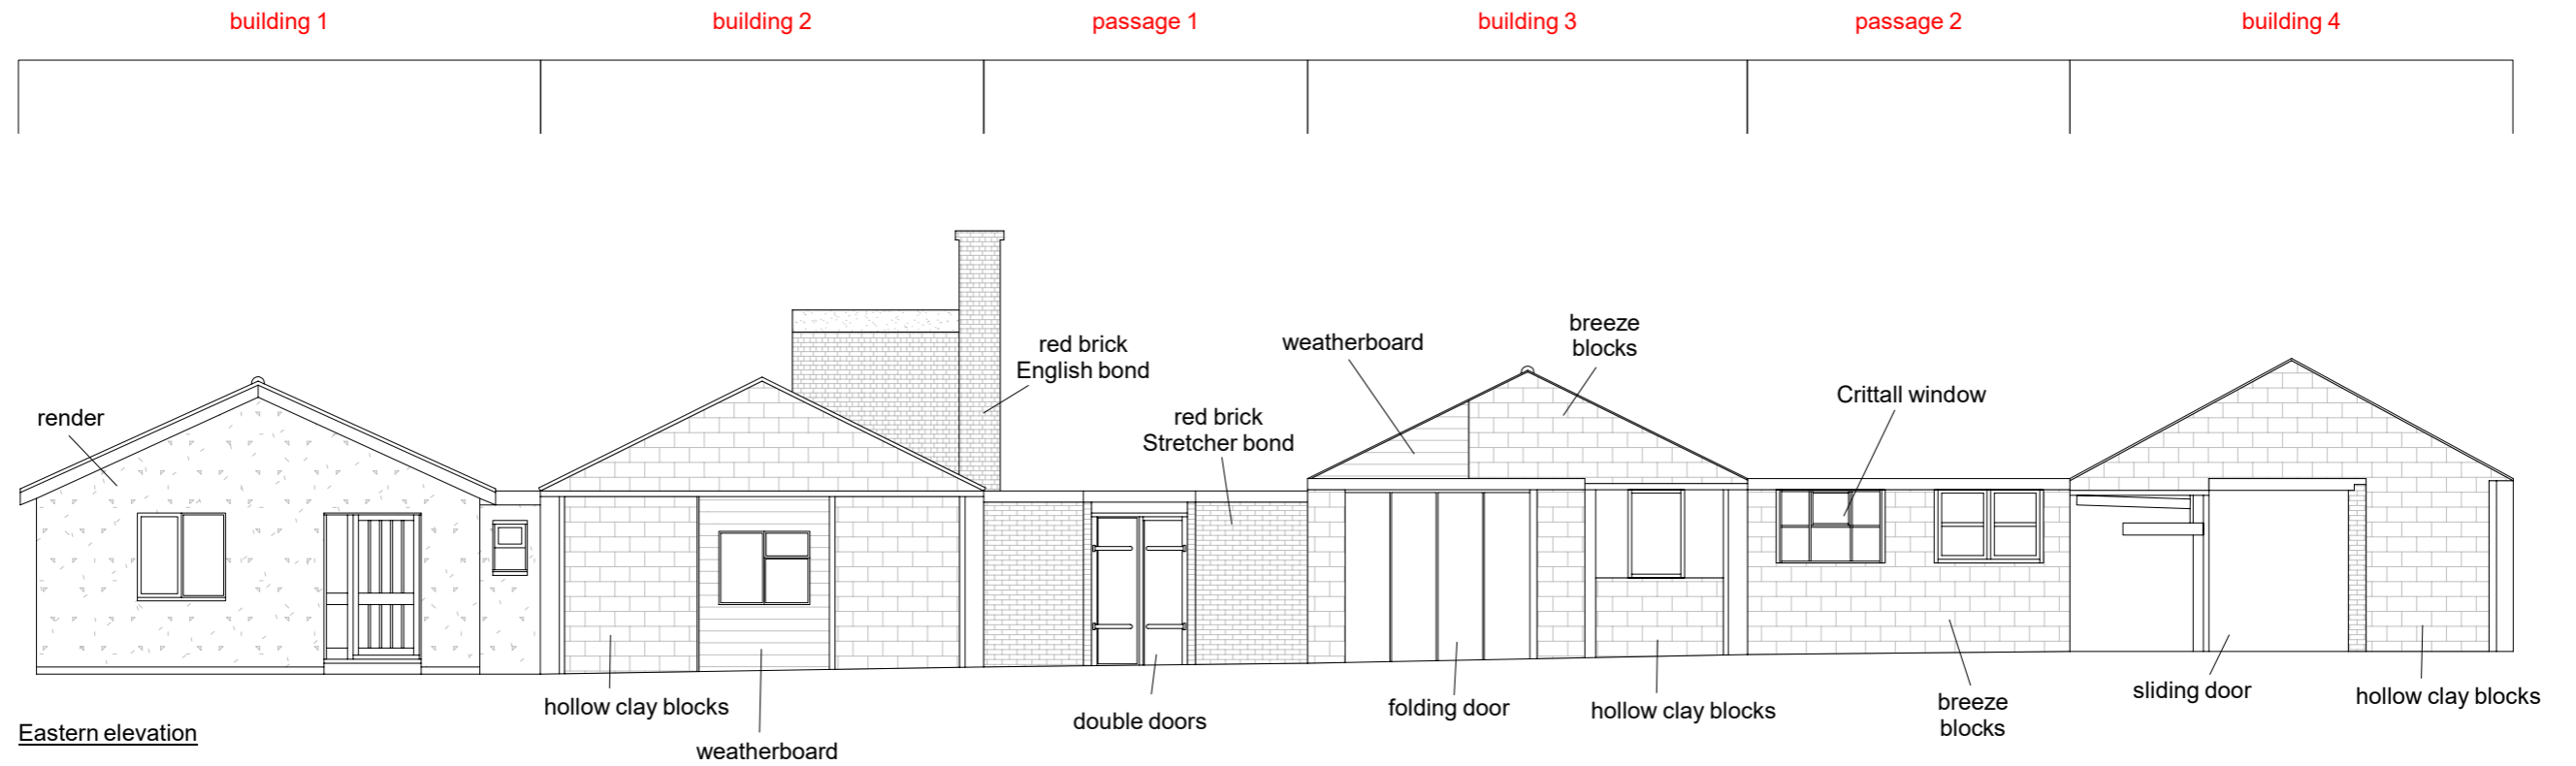 building 1
building 2
passage 1
building 3
passage 2
building 4
render
red brick
English bond
red brick
Stretcher bond
weatherboard
breeze
blocks
Crittall window
hollow clay blocks
weatherboard
double doors
folding door
hollow clay blocks
breeze
blocks
sliding door
hollow clay blocks
Eastern elevation